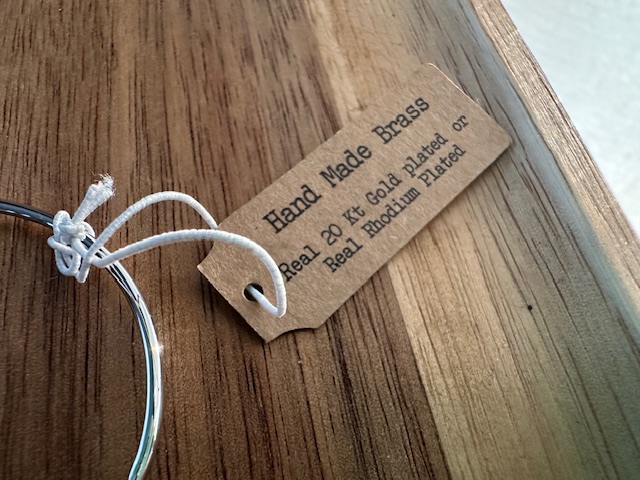 Hand Made Brass
Real 20 Kt Gold plated or
Real Rhodium Plated